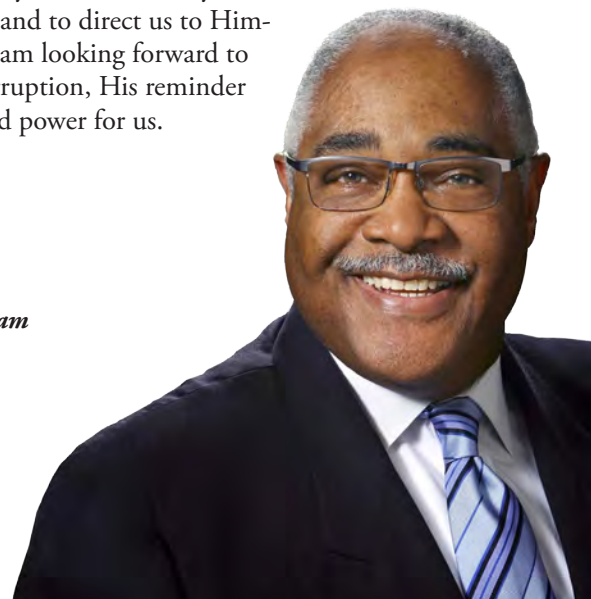 and to direct us to Him-
am looking forward to
ruption, His reminder
d power for us.
am